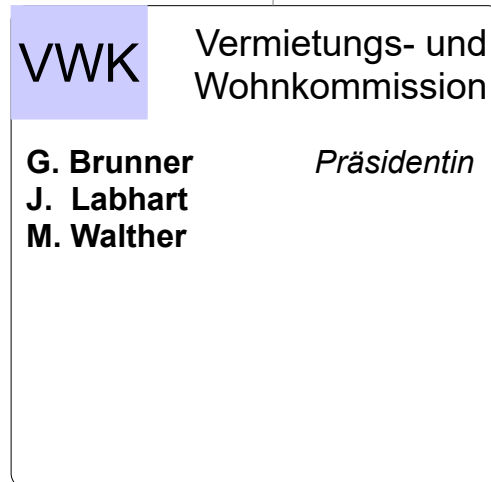 VWK
Vermietungs- und
Wohnkommission
G. Brunner Präsidentin
J. Labhart
M. Walther